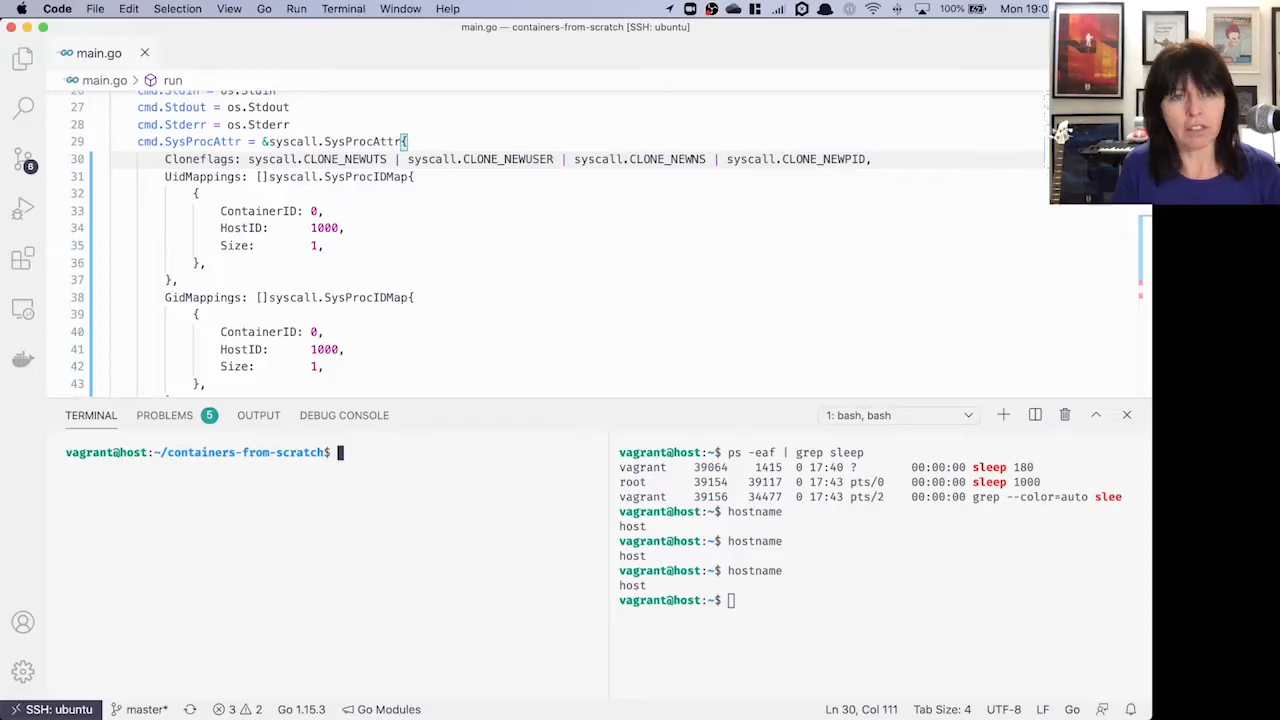 Code File Edit Selection View Go Run Terminal Window Help 100% Mon 19:0
main.go — containers-from-scratch [SSH: ubuntu]
main.go
main.go > run
26 cmd.Stdin = os.Stdin
27 cmd.Stdout = os.Stdout
28 cmd.Stderr = os.Stderr
29 cmd.SysProcAttr = &syscall.SysProcAttr{
30 Cloneflags: syscall.CLONE_NEWUTS | syscall.CLONE_NEWUSER | syscall.CLONE_NEWNS | syscall.CLONE_NEWPID,
31 UidMappings: []syscall.SysProcIDMap{
32 {
33 ContainerID: 0,
34 HostID: 1000,
35 Size: 1,
36 },
37 },
38 GidMappings: []syscall.SysProcIDMap{
39 {
40 ContainerID: 0,
41 HostID: 1000,
42 Size: 1,
43 },
6
TERMINAL PROBLEMS 5 OUTPUT DEBUG CONSOLE 1: bash, bash
vagrant@host:~/containers-from-scratch$
vagrant@host:~$ ps -eaf | grep sleep
vagrant 39064 1415 0 17:40 ? 00:00:00 sleep 180
root 39154 39117 0 17:43 pts/0 00:00:00 sleep 1000
vagrant 39156 34477 0 17:43 pts/2 00:00:00 grep --color=auto slee
vagrant@host:~$ hostname
host
vagrant@host:~$ hostname
host
vagrant@host:~$ hostname
host
vagrant@host:~$
SSH: ubuntu master* 3 2 Go 1.15.3 Go Modules Ln 30, Col 111 Tab Size: 4 UTF-8 LF Go